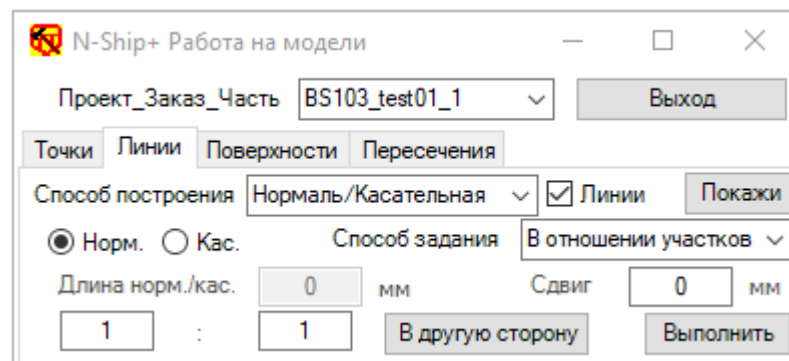 N-Ship+ Работа на модели
Проект_Заказ_Часть BS103_test01_1 Выход
Точки Линии Поверхности Пересечения
Способ построения Нормаль/Касательная Линии Покажи
Норм. Кас. Способ задания В отношении участков
Длина норм./кас. 0 мм Сдвиг 0 мм
1 : 1 В другую сторону Выполнить